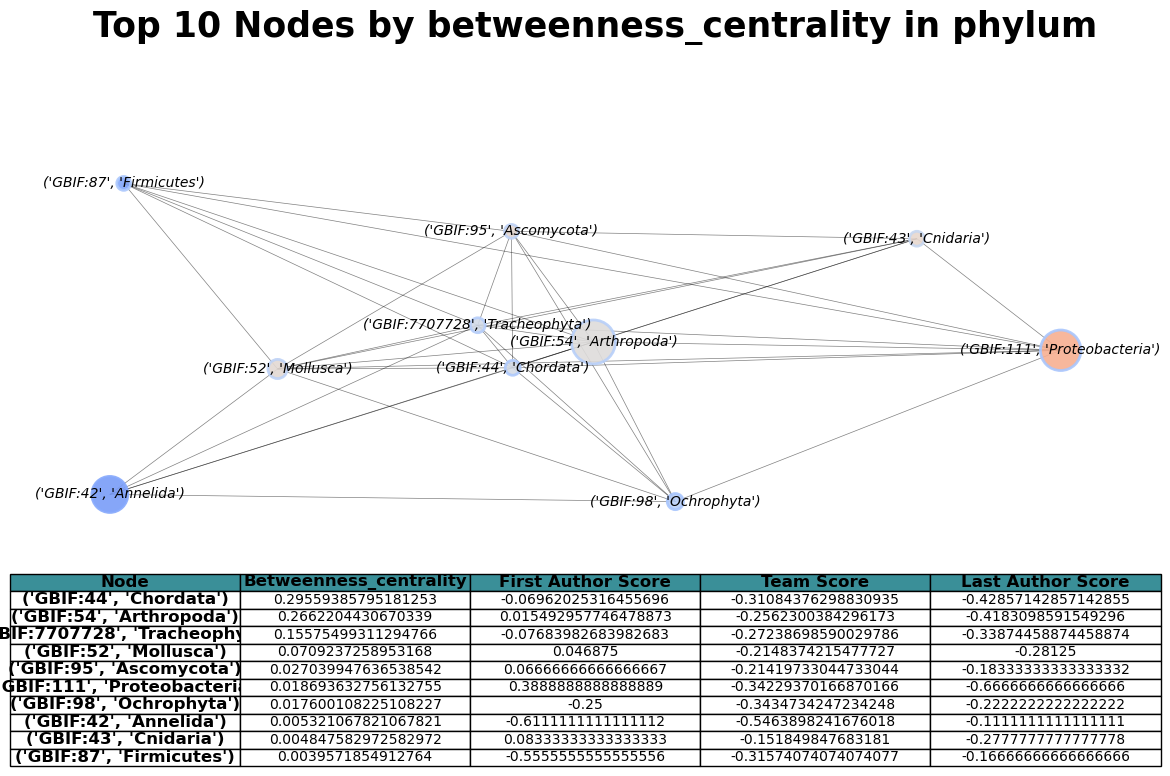 Top 10 Nodes by betweenness_centrality in phylum
('GBIF:87', 'Firmicutes')
('GBIF:95', 'Ascomycota')
('GBIF:43', 'Cnidaria')
('GBIF:7707728', 'Tracheophyta')
('GBIF:54', 'Arthropoda')
('GBIF:111', 'Proteobacteria')
('GBIF:52', 'Mollusca')
('GBIF:44', 'Chordata')
('GBIF:42', 'Annelida')
('GBIF:98', 'Ochrophyta')
Node Betweenness_centrality First Author Score Team Score Last Author Score
('GBIF:44', 'Chordata') 0.29559385795181253 -0.06962025316455696 -0.31084376298830935 -0.42857142857142855
('GBIF:54', 'Arthropoda') 0.2662204430670339 0.015492957746478873 -0.2562300384296173 -0.4183098591549296
BIF:7707728', 'Tracheophy 0.15575499311294766 -0.07683982683982683 -0.27238698590029786 -0.33874458874458874
('GBIF:52', 'Mollusca') 0.0709237258953168 0.046875 -0.2148374215477727 -0.28125
('GBIF:95', 'Ascomycota') 0.027039947636538542 0.06666666666666667 -0.21419733044733044 -0.18333333333333332
GBIF:111', 'Proteobacteria 0.018693632756132755 0.3888888888888889 -0.34229370166870166 -0.6666666666666666
('GBIF:98', 'Ochrophyta') 0.017600108225108227 -0.25 -0.3434734247234248 -0.2222222222222222
('GBIF:42', 'Annelida') 0.005321067821067821 -0.6111111111111112 -0.5463898241676018 -0.1111111111111111
('GBIF:43', 'Cnidaria') 0.004847582972582972 0.08333333333333333 -0.151849847683181 -0.2777777777777778
('GBIF:87', 'Firmicutes') 0.00395718549127​64 -0.5555555555555556 -0.31574074074074077 -0.16666666666666666